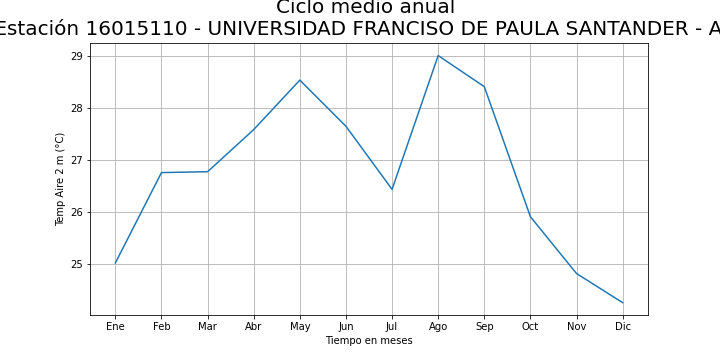 Ciclo medio anual
Estación 16015110 - UNIVERSIDAD FRANCISO DE PAULA SANTANDER - A
29
28
27
26
25
Temp Aire 2 m (°C)
Ene Feb Mar Abr May Jun Jul Ago Sep Oct Nov Dic
Tiempo en meses